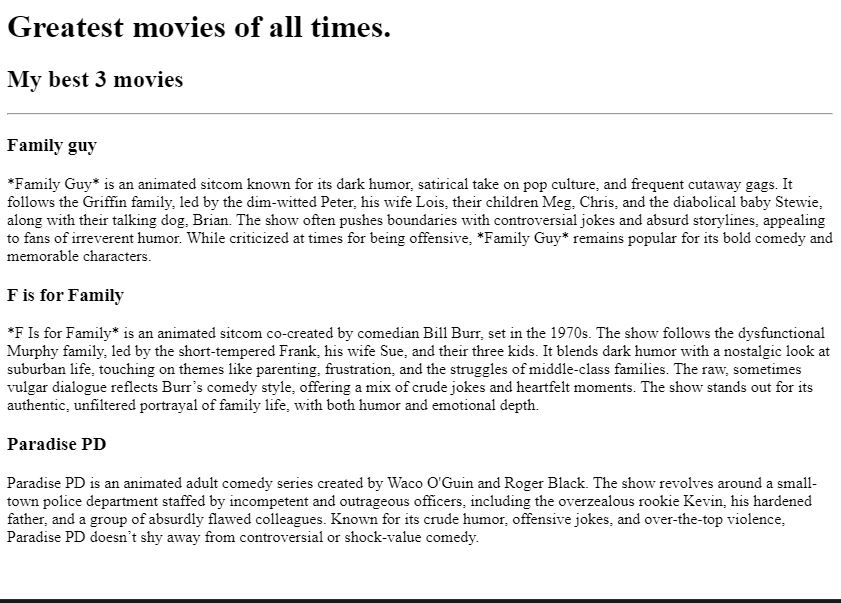 Greatest movies of all times.
My best 3 movies
Family guy
*Family Guy* is an animated sitcom known for its dark humor, satirical take on pop culture, and frequent cutaway gags. It
follows the Griffin family, led by the dim-witted Peter, his wife Lois, their children Meg, Chris, and the diabolical baby Stewie,
along with their talking dog, Brian. The show often pushes boundaries with controversial jokes and absurd storylines, appealing
to fans of irreverent humor. While criticized at times for being offensive, *Family Guy* remains popular for its bold comedy and
memorable characters.
F is for Family
*F Is for Family* is an animated sitcom co-created by comedian Bill Burr, set in the 1970s. The show follows the dysfunctional
Murphy family, led by the short-tempered Frank, his wife Sue, and their three kids. It blends dark humor with a nostalgic look at
suburban life, touching on themes like parenting, frustration, and the struggles of middle-class families. The raw, sometimes
vulgar dialogue reflects Burr’s comedy style, offering a mix of crude jokes and heartfelt moments. The show stands out for its
authentic, unfiltered portrayal of family life, with both humor and emotional depth.
Paradise PD
Paradise PD is an animated adult comedy series created by Waco O'Guin and Roger Black. The show revolves around a small-
town police department staffed by incompetent and outrageous officers, including the overzealous rookie Kevin, his hardened
father, and a group of absurdly flawed colleagues. Known for its crude humor, offensive jokes, and over-the-top violence,
Paradise PD doesn’t shy away from controversial or shock-value comedy.